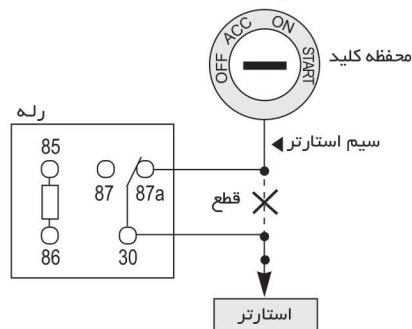 OFF ACC ON START
محفظه کلید
سیم استارتر
رله
85
87 87a
قطع
86 30
استارتر